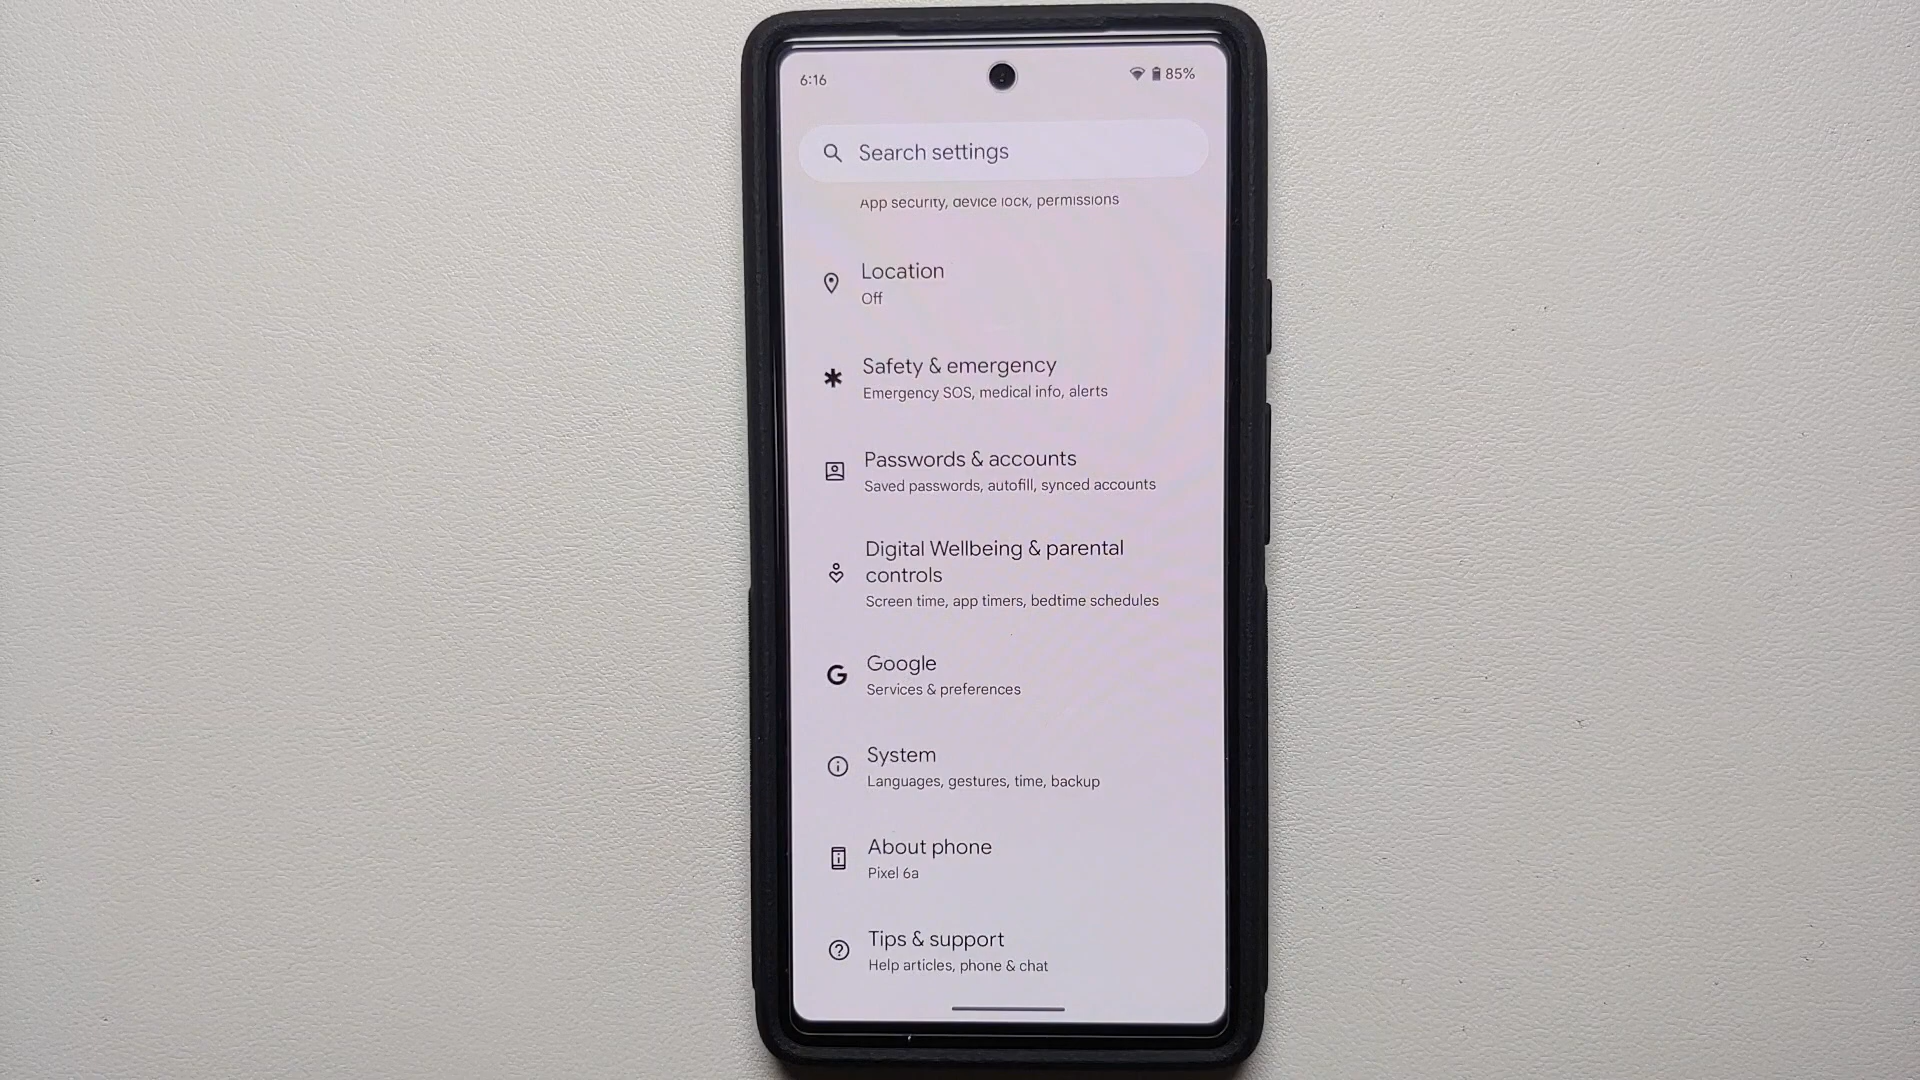 6:16
85%
Search settings
App security, device lock, permissions
Location
Off
Safety & emergency
Emergency SOS, medical info, alerts
Passwords & accounts
Saved passwords, autofill, synced accounts
Digital Wellbeing & parental
controls
Screen time, app timers, bedtime schedules
Google
Services & preferences
System
Languages, gestures, time, backup
About phone
Pixel 6a
Tips & support
Help articles, phone & chat